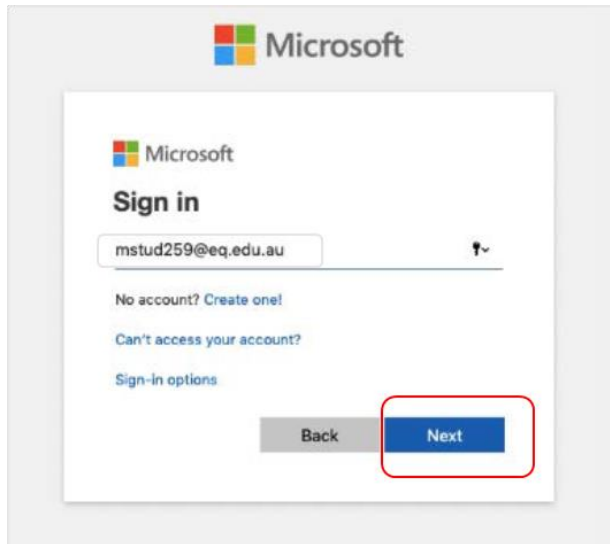 Microsoft
Microsoft
Sign in
mstud259@eq.edu.au
No account? Create one!
Can't access your account?
Sign-in options
Back
Next